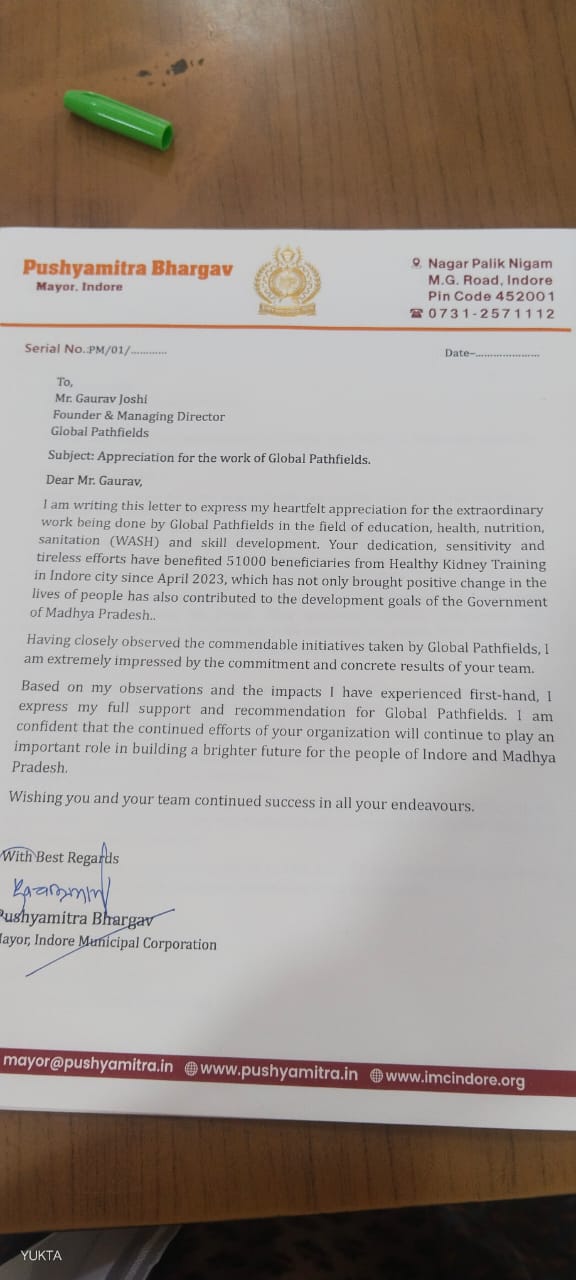 Pushyamitra Bhargav
Mayor, Indore
Nagar Palik Nigam
M.G. Road, Indore
Pin Code 452001
0731-2571112
Serial No.:PM/01/............
Date–.....................
To,
Mr. Gaurav Joshi
Founder & Managing Director
Global Pathfields
Subject: Appreciation for the work of Global Pathfields.
Dear Mr. Gaurav,
I am writing this letter to express my heartfelt appreciation for the extraordinary
work being done by Global Pathfields in the field of education, health, nutrition,
sanitation (WASH) and skill development. Your dedication, sensitivity and
tireless efforts have benefited 51000 beneficiaries from Healthy Kidney Training
in Indore city since April 2023, which has not only brought positive change in the
lives of people has also contributed to the development goals of the Government
of Madhya Pradesh..
Having closely observed the commendable initiatives taken by Global Pathfields, I
am extremely impressed by the commitment and concrete results of your team.
Based on my observations and the impacts I have experienced first-hand, I
express my full support and recommendation for Global Pathfields. I am
confident that the continued efforts of your organization will continue to play an
important role in building a brighter future for the people of Indore and Madhya
Pradesh.
Wishing you and your team continued success in all your endeavours.
With Best Regards
Pushyamitra Bhargav
Mayor, Indore Municipal Corporation
mayor@pushyamitra.in www.pushyamitra.in www.imcindore.org
YUKTA